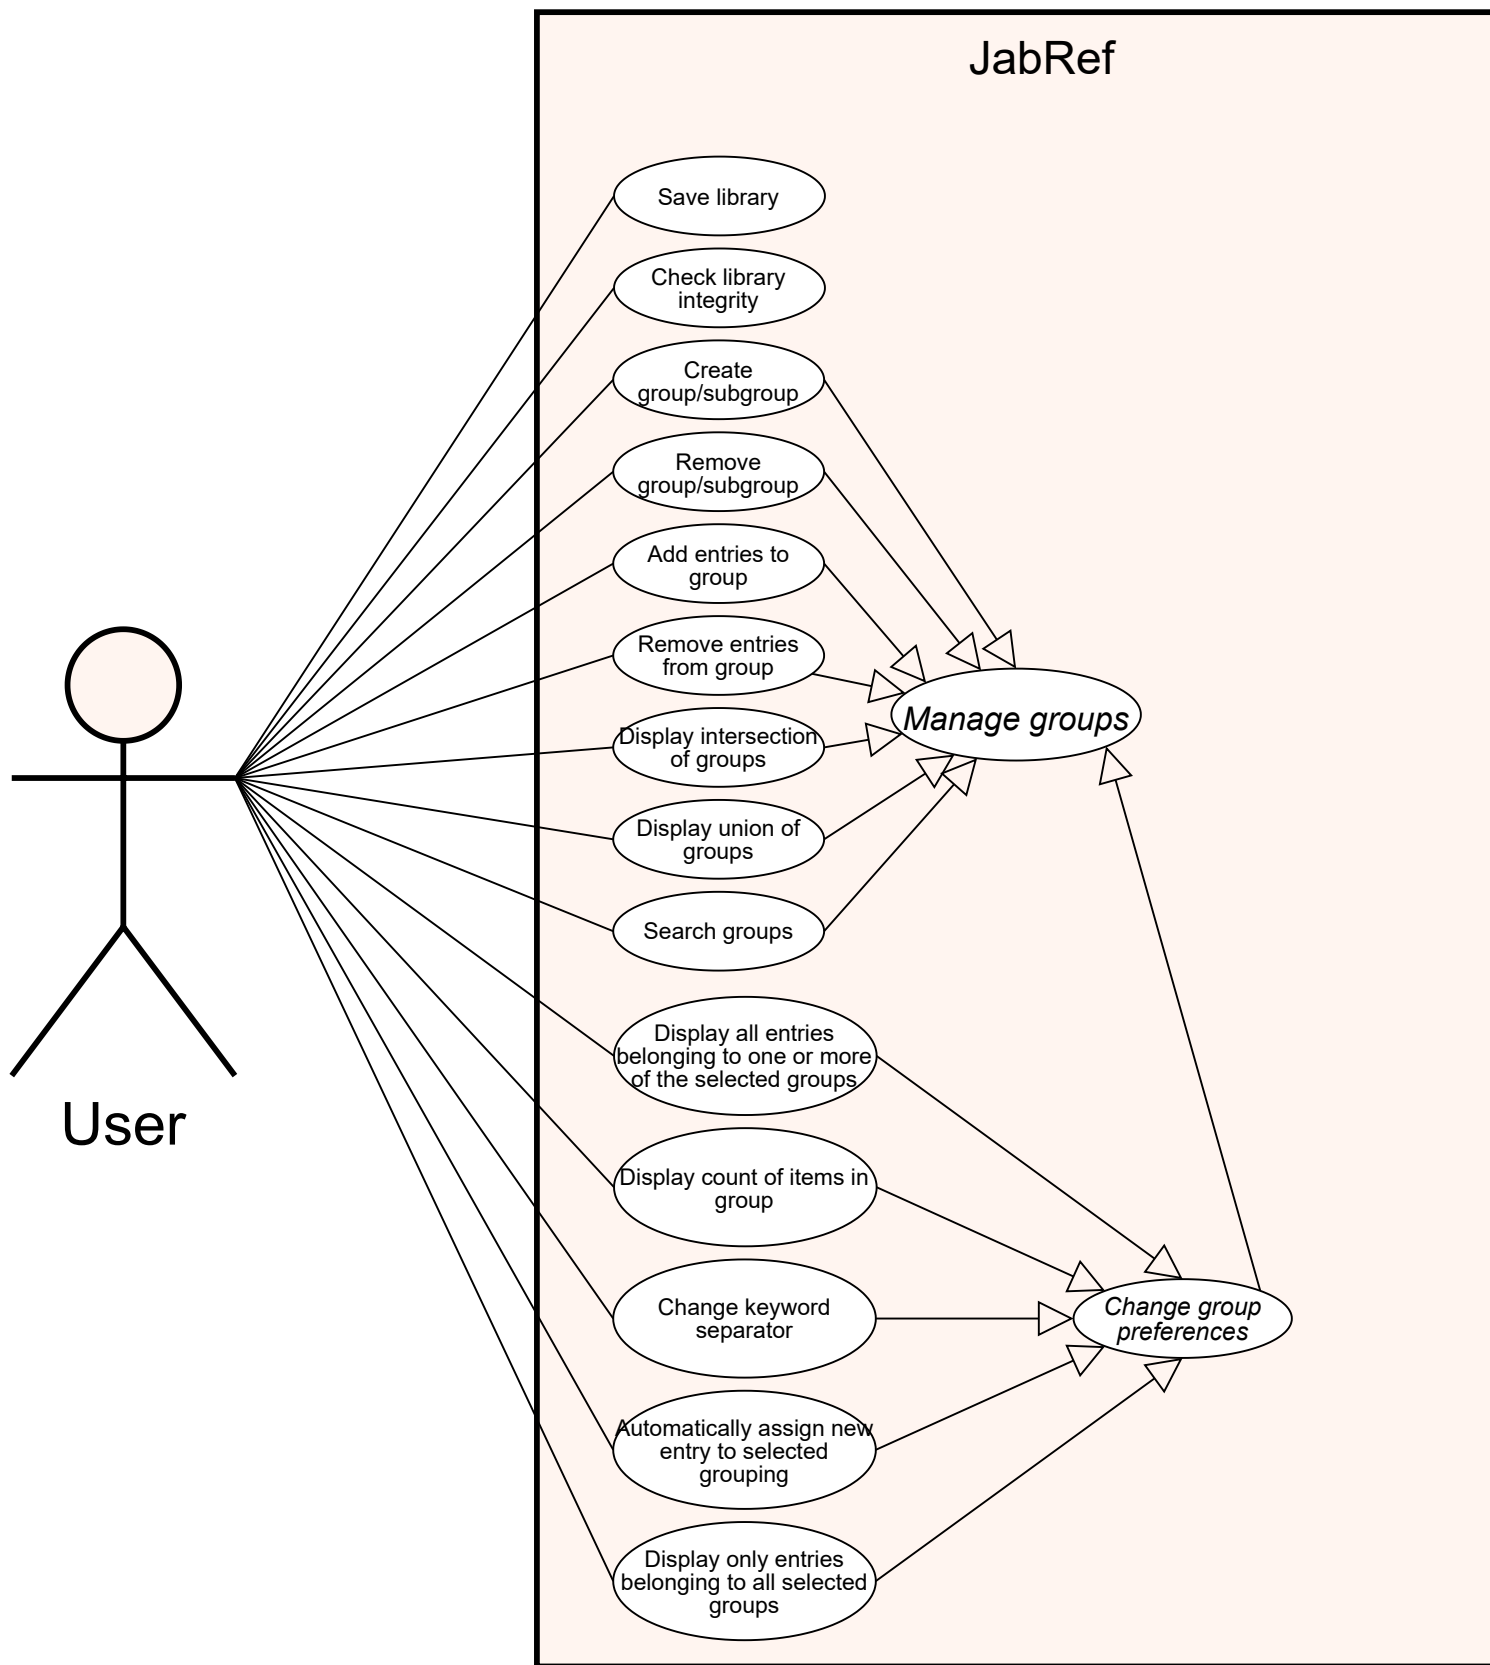 JabRef
Save library
Check library
integrity
Create
group/subgroup
Remove
group/subgroup
Add entries to
group
Remove entries
from group
Manage groups
Display intersection
of groups
Display union of
groups
Search groups
Display all entries
belonging to one or more
of the selected groups
User
Display count of items in
group
Change keyword
separator
Change group
preferences
Automatically assign new
entry to selected
grouping
Display only entries
belonging to all selected
groups